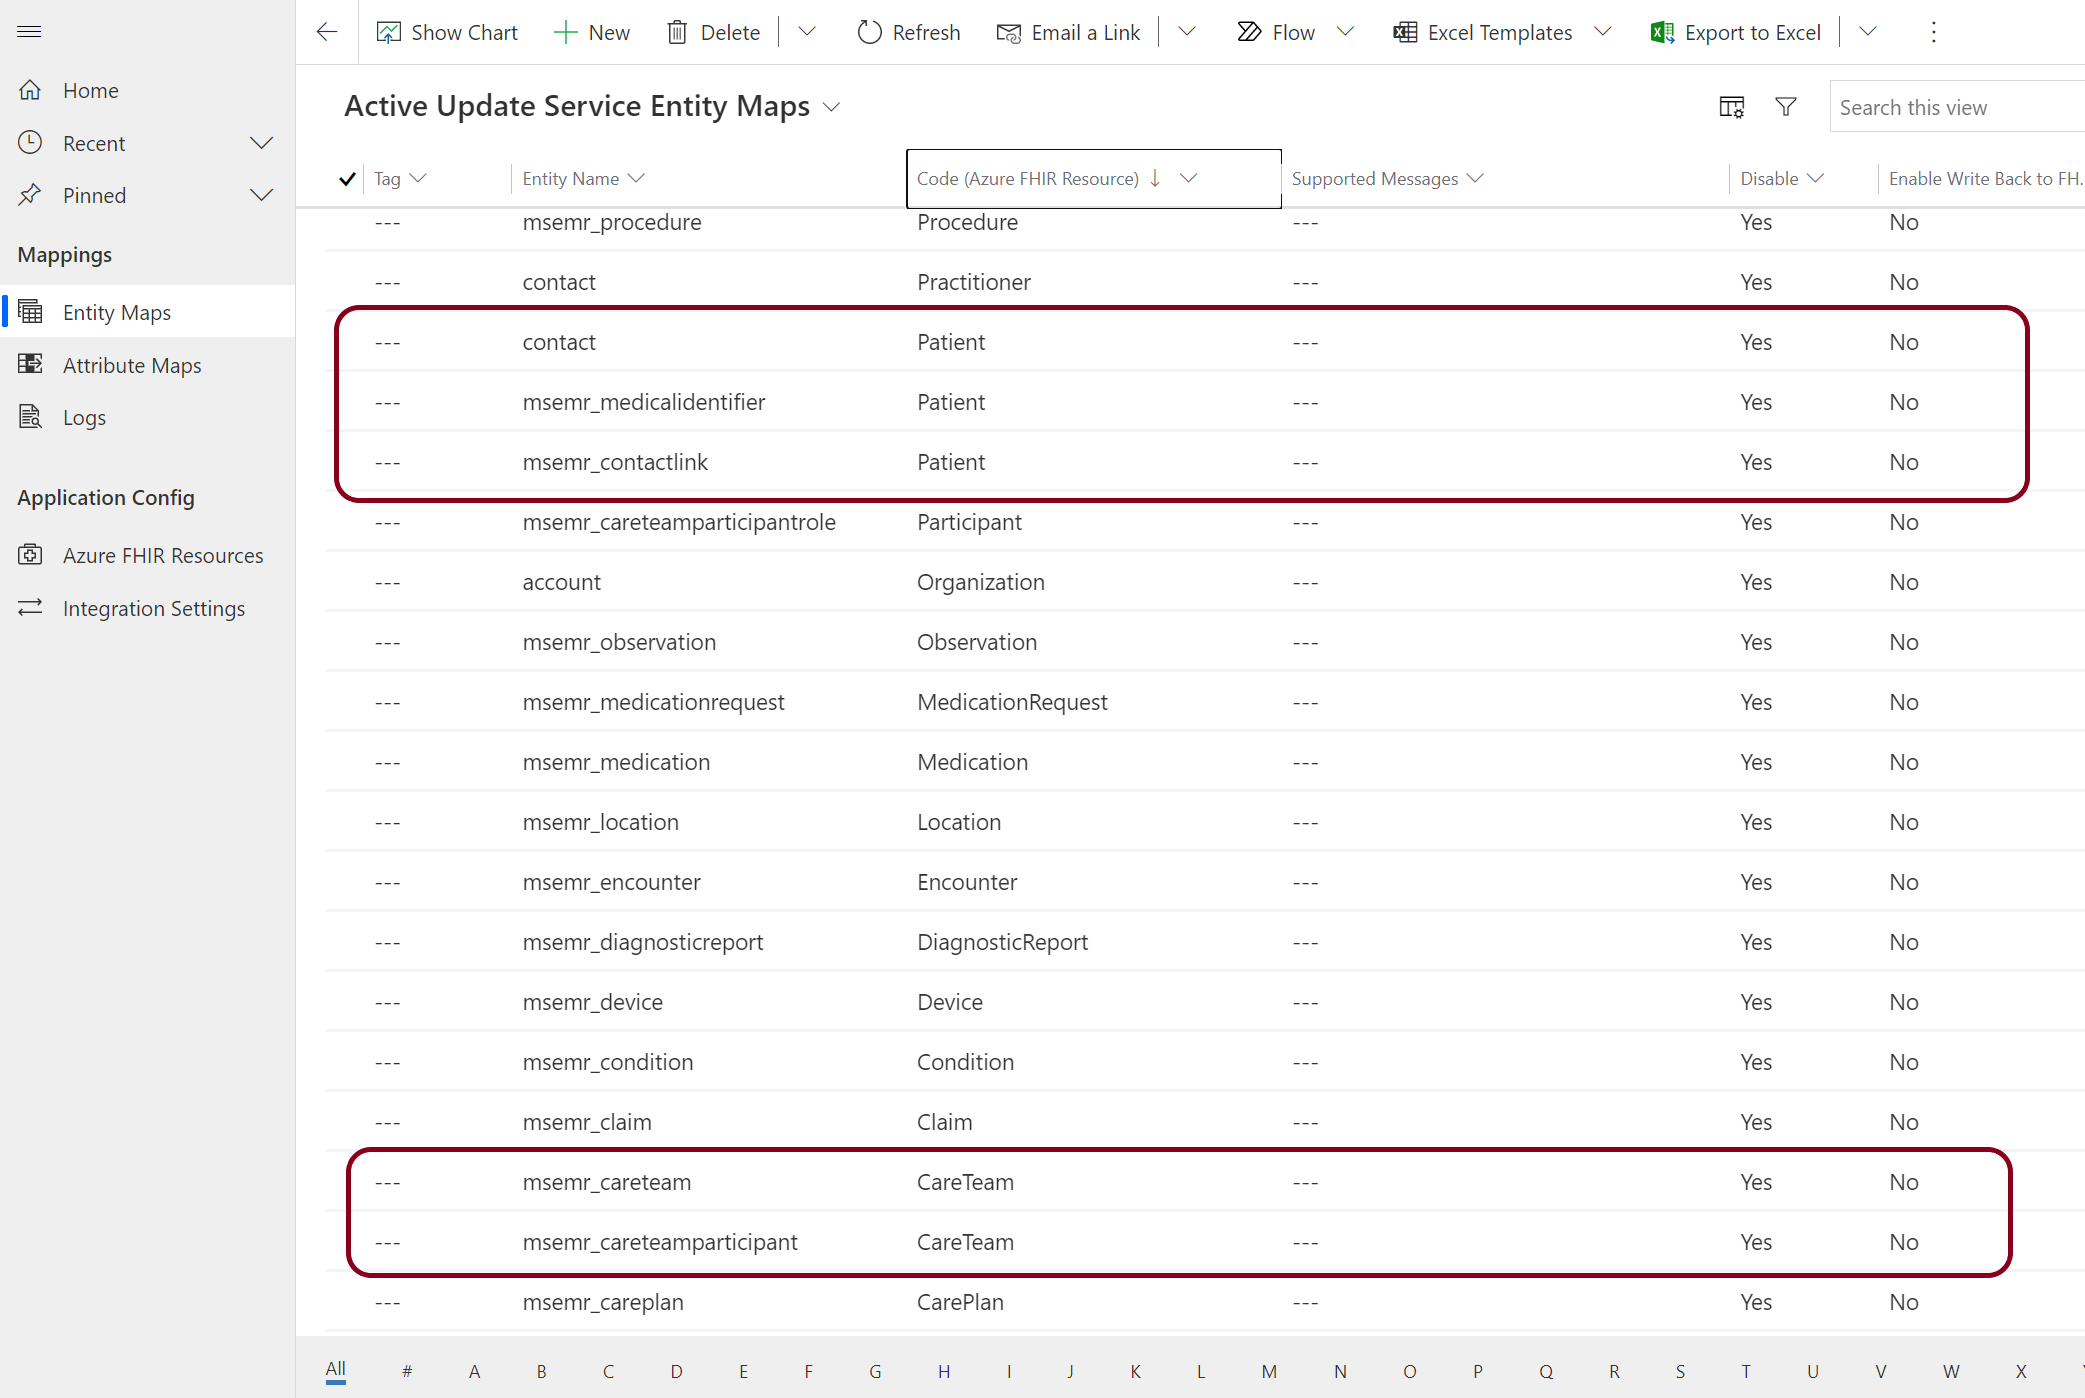 Show Chart New Delete Refresh Email a Link Flow Excel Templates Export to Excel
Home
Recent
Pinned
Mappings
Entity Maps
Attribute Maps
Logs
Application Config
Azure FHIR Resources
Integration Settings
Active Update Service Entity Maps
Search this view
Tag Entity Name Code (Azure FHIR Resource) Supported Messages Disable Enable Write Back to FH.
--- msemr_procedure Procedure --- Yes No
--- contact Practitioner --- Yes No
--- contact Patient --- Yes No
--- msemr_medicalidentifier Patient --- Yes No
--- msemr_contactlink Patient --- Yes No
--- msemr_careteamparticipantrole Participant --- Yes No
--- account Organization --- Yes No
--- msemr_observation Observation --- Yes No
--- msemr_medicationrequest MedicationRequest --- Yes No
--- msemr_medication Medication --- Yes No
--- msemr_location Location --- Yes No
--- msemr_encounter Encounter --- Yes No
--- msemr_diagnosticreport DiagnosticReport --- Yes No
--- msemr_device Device --- Yes No
--- msemr_condition Condition --- Yes No
--- msemr_claim Claim --- Yes No
--- msemr_careteam CareTeam --- Yes No
--- msemr_careteamparticipant CareTeam --- Yes No
--- msemr_careplan CarePlan --- Yes No
All # A B C D E F G H I J K L M N O P Q R S T U V W X